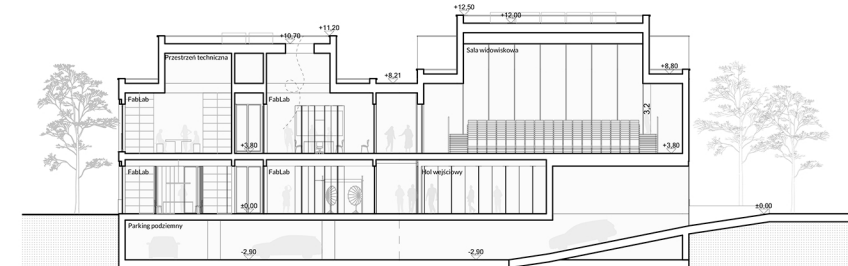 +12,50
+12,00
+11,20
+10,70
Sala widowiskowa
Przestrzeń techniczna
+8,80
+8,21
FabLab
FabLab
3,2
+3,80
+3,80
FabLab
FabLab
Hol wejściowy
±0,00
±0,00
Parking podziemny
-2,90
-2,90